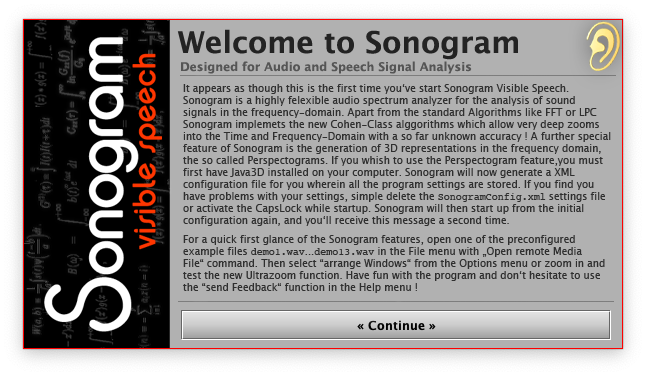 Sonogram
visible speech
Welcome to Sonogram
Designed for Audio and Speech Signal Analysis
It appears as though this is the first time you've start Sonogram Visible Speech.
Sonogram is a highly felexible audio spectrum analyzer for the analysis of sound
signals in the frequency-domain. Apart from the standard Algorithms like FFT or LPC
Sonogram implemets the new Cohen-Class alggorithms which allow very deep zooms
into the Time and Frequency-Domain with a so far unknown accuracy ! A further special
feature of Sonogram is the generation of 3D representations in the frequency domain,
the so called Perspectograms. If you whish to use the Perspectogram feature,you must
first have Java3D installed on your computer. Sonogram will now generate a XML
configuration file for you wherein all the program settings are stored. If you find you
have problems with your settings, simple delete the SonogramConfig.xml settings file
or activate the CapsLock while startup. Sonogram will then start up from the initial
configuration again, and you'll receive this message a second time.
For a quick first glance of the Sonogram features, open one of the preconfigured
example files demo1.wav...demo13.wav in the File menu with „Open remote Media
File“ command. Then select “arrange Windows“ from the Options menu or zoom in and
test the new Ultrazoom function. Have fun with the program and don't hesitate to use
the “send Feedback“ function in the Help menu !
« Continue »